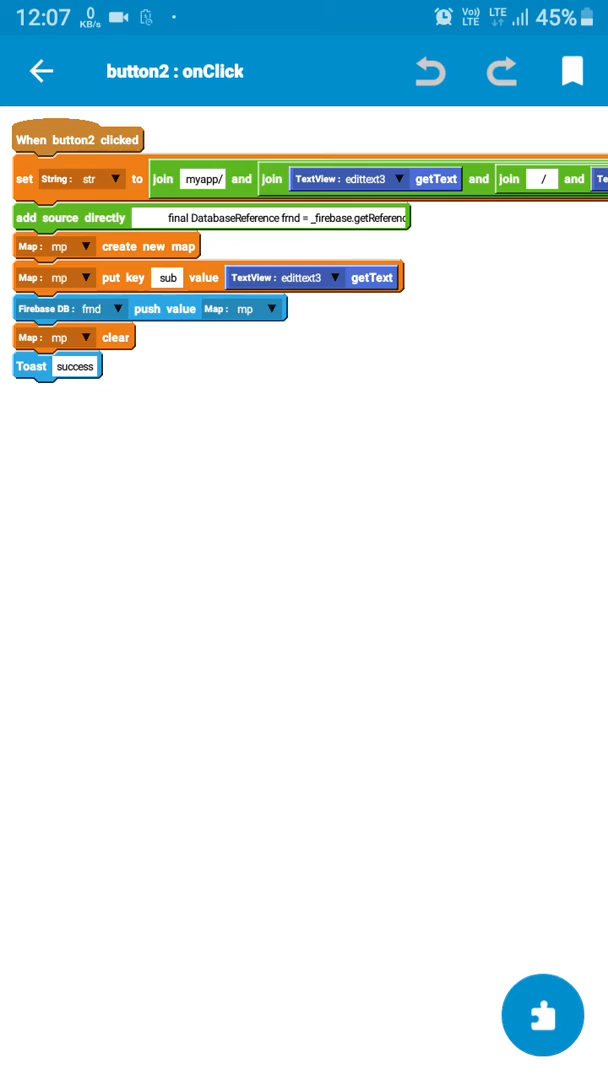 12:07 0 KB/s Vo) LTE LTE 45%
button2 : onClick
When button2 clicked
set String : str to join myapp/ and join TextView : edittext3 getText and join / and
add source directly final DatabaseReference frnd = _firebase.getReferenc
Map : mp create new map
Map : mp put key sub value TextView : edittext3 getText
Firebase DB : frnd push value Map : mp
Map : mp clear
Toast success